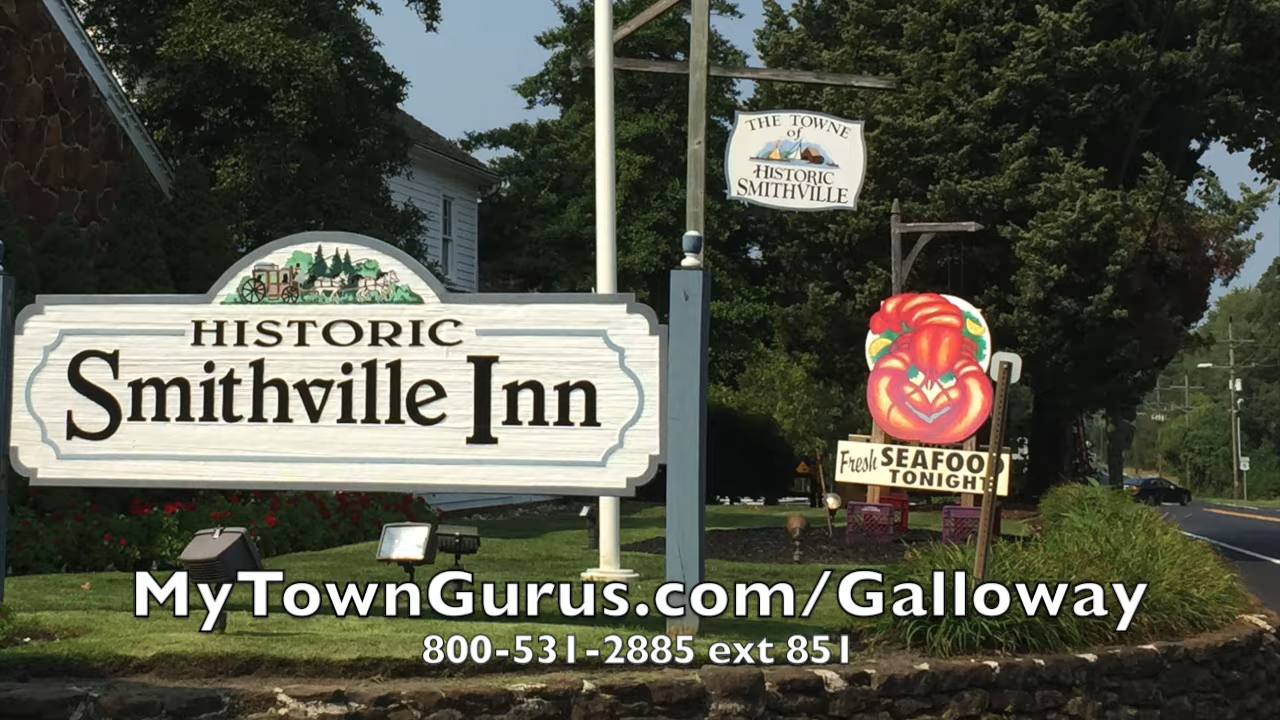 THE TOWNE
of
HISTORIC
SMITHVILLE
HISTORIC
Smithville Inn
Fresh SEAFOOD
TONIGHT
MyTownGurus.com/Galloway
800-531-2885 ext 851